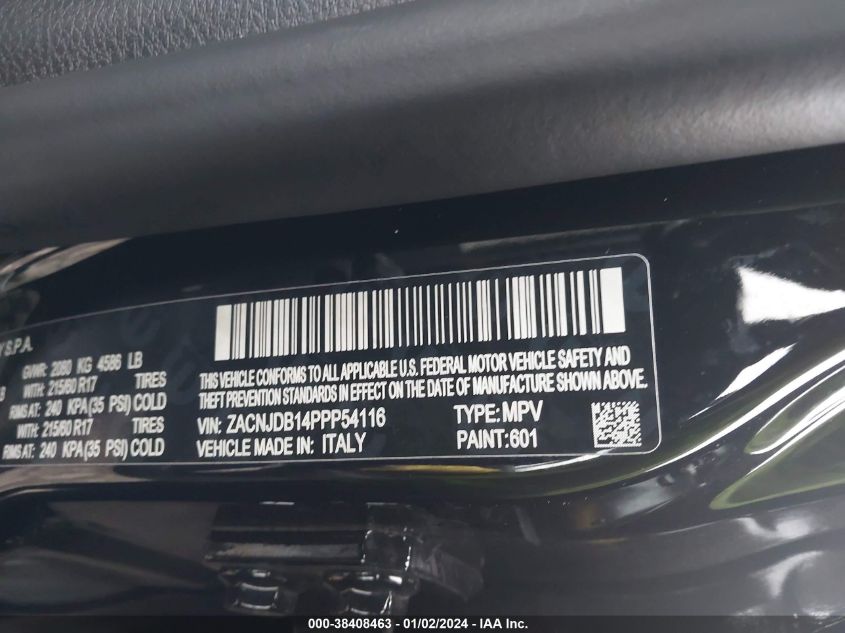 Y S.P.A.
GVWR: 2080 KG 4586 LB
WITH: 215/60 R17 TIRES
RIMS AT: 240 KPA (35 PSI) COLD
WITH: 215/60 R17 TIRES
RIMS AT: 240 KPA (35 PSI) COLD
THIS VEHICLE CONFORMS TO ALL APPLICABLE U.S. FEDERAL MOTOR VEHICLE SAFETY AND
THEFT PREVENTION STANDARDS IN EFFECT ON THE DATE OF MANUFACTURE SHOWN ABOVE.
VIN: ZACNJDB14PPP54116 TYPE: MPV
VEHICLE MADE IN: ITALY PAINT: 601
000-38408463 - 01/02/2024 - IAA Inc.